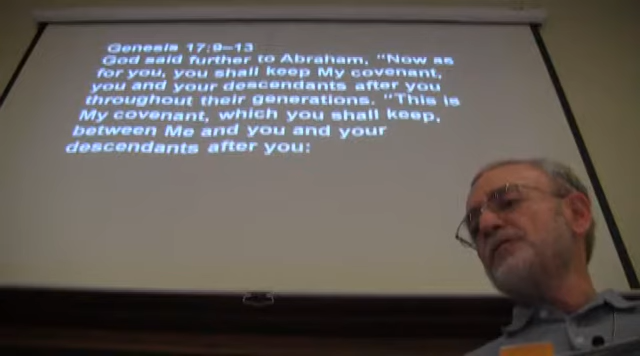 Genesis 17:9–13
God said further to Abraham, “Now as
for you, you shall keep My covenant,
you and your descendants after you
throughout their generations. “This is
My covenant, which you shall keep,
between Me and you and your
descendants after you: